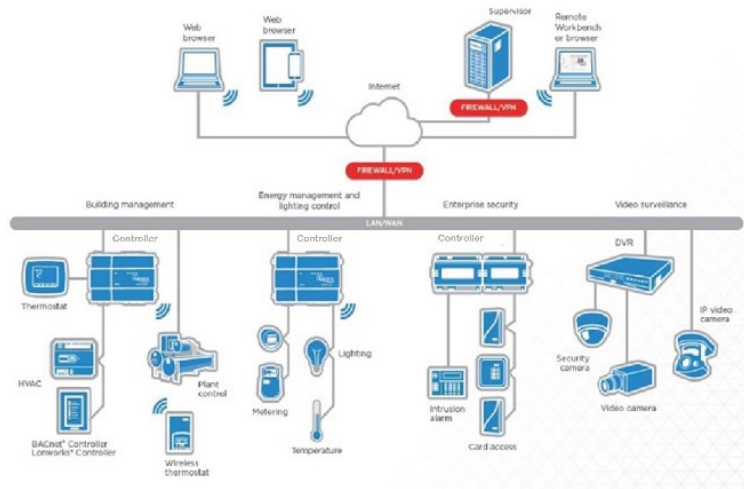 Web
browser
Web
browser
Supervisor
Remote
Workbench
or browser
Internet
FIREWALL/VPN
FIREWALL/VPN
Building management
Energy management and
lighting control
Enterprise security
Video surveillance
LAN/WAN
Controller
Controller
Controller
DVR
Thermostat
IP video
camera
HVAC
Plant
control
Lighting
Security
camera
Metering
Intrusion
alarm
Video camera
BACnet® Controller
Lonworks® Controller
Wireless
thermostat
Temperature
Card access